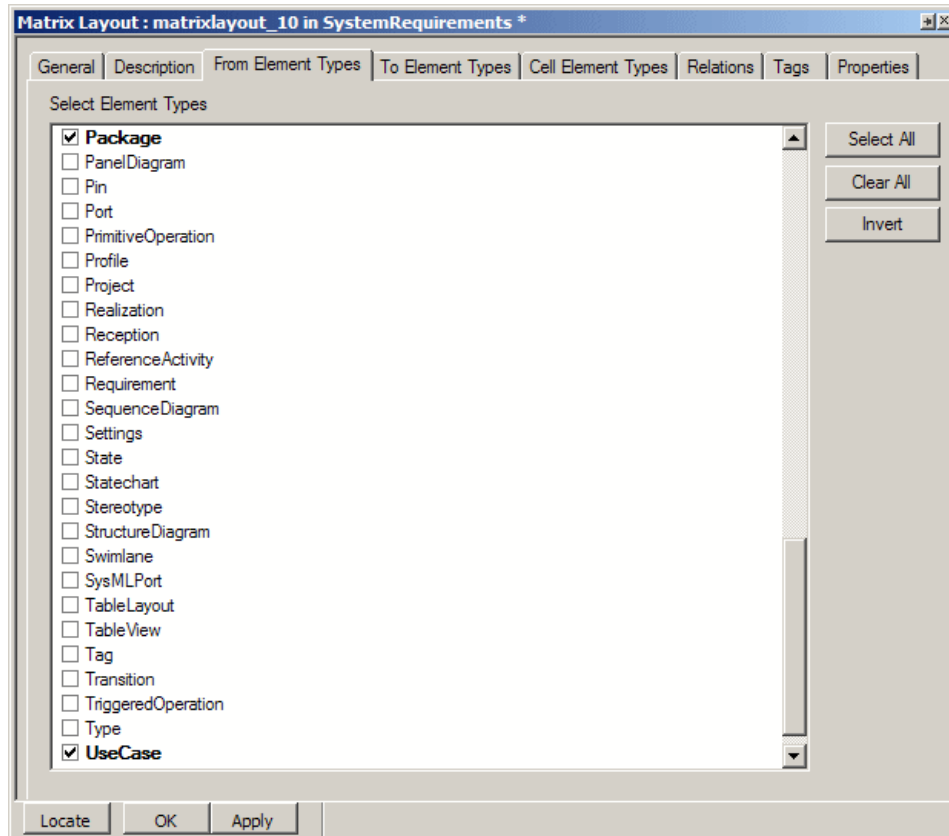 Matrix Layout : matrixlayout_10 in SystemRequirements *
General Description From Element Types To Element Types Cell Element Types Relations Tags Properties
Select Element Types
Package
PanelDiagram
Pin
Port
PrimitiveOperation
Profile
Project
Realization
Reception
ReferenceActivity
Requirement
SequenceDiagram
Settings
State
Statechart
Stereotype
StructureDiagram
Swimlane
SysMLPort
TableLayout
TableView
Tag
Transition
TriggeredOperation
Type
UseCase
Select All
Clear All
Invert
Locate OK Apply